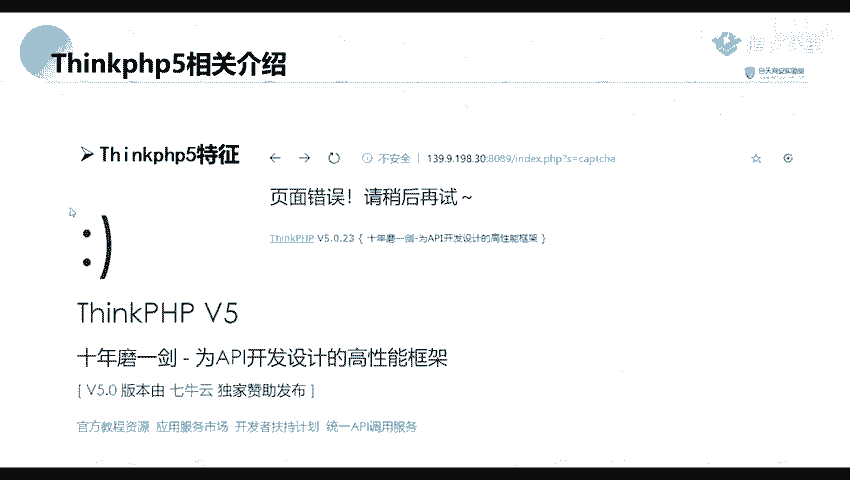 Thinkphp5相关介绍
Thinkphp5特征
不安全 | 139.9.198.30:8089/index.php?s=captcha
页面错误！请稍后再试～
ThinkPHP V5.0.23 { 十年磨一剑-为API开发设计的高性能框架 }
:)
ThinkPHP V5
十年磨一剑 - 为API开发设计的高性能框架
[ V5.0 版本由 七牛云 独家赞助发布 ]
官方教程资源 应用服务市场 开发者扶持计划 统一API调用服务